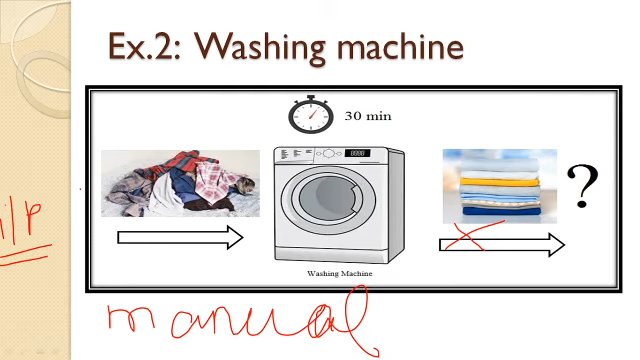 Ex.2: Washing machine
30 min
i/p
?
Washing Machine
manual